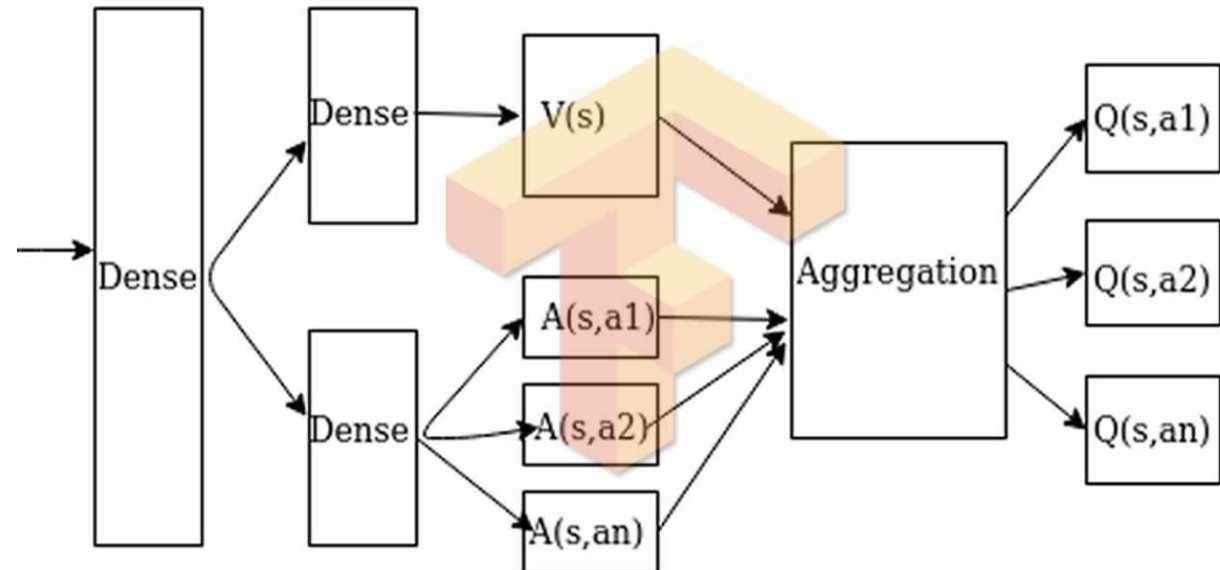 Dense
Dense
Dense
V(s)
A(s,a1)
A(s,a2)
A(s,an)
Aggregation
Q(s,a1)
Q(s,a2)
Q(s,an)